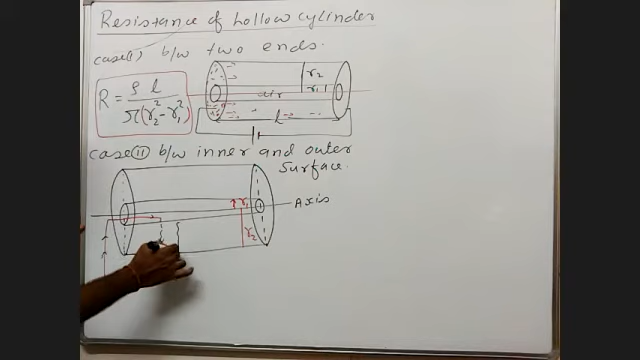 Resistance of hollow cylinder
case(i) b/w two ends.
R = ρ l / π(r₂² - r₁²)
r₂
r₁
air
l
case(ii) b/w inner and outer
surface.
r₁
Axis
r₂